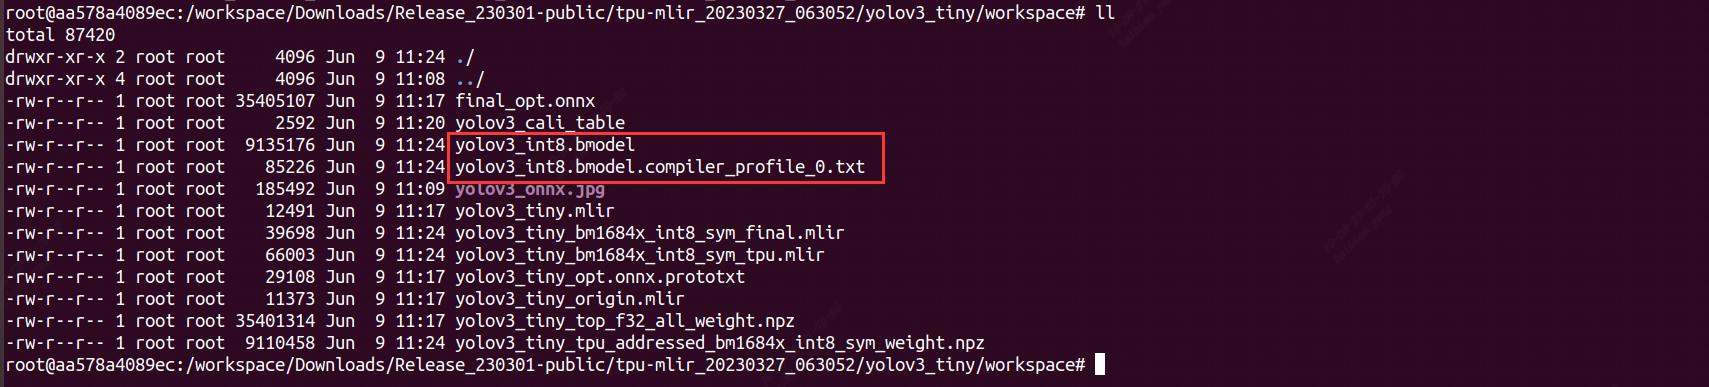 root@aa578a4089ec:/workspace/Downloads/Release_230301-public/tpu-mlir_20230327_063052/yolov3_tiny/workspace# ll
total 87420
drwxr-xr-x 2 root root     4096 Jun  9 11:24 ./
drwxr-xr-x 4 root root     4096 Jun  9 11:08 ../
-rw-r--r-- 1 root root 35405107 Jun  9 11:17 final_opt.onnx
-rw-r--r-- 1 root root     2592 Jun  9 11:20 yolov3_cali_table
-rw-r--r-- 1 root root  9135176 Jun  9 11:24 yolov3_int8.bmodel
-rw-r--r-- 1 root root    85226 Jun  9 11:24 yolov3_int8.bmodel.compiler_profile_0.txt
-rw-r--r-- 1 root root   185492 Jun  9 11:09 yolov3_onnx.jpg
-rw-r--r-- 1 root root    12491 Jun  9 11:17 yolov3_tiny.mlir
-rw-r--r-- 1 root root    39698 Jun  9 11:24 yolov3_tiny_bm1684x_int8_sym_final.mlir
-rw-r--r-- 1 root root    66003 Jun  9 11:24 yolov3_tiny_bm1684x_int8_sym_tpu.mlir
-rw-r--r-- 1 root root    29108 Jun  9 11:17 yolov3_tiny_opt.onnx.prototxt
-rw-r--r-- 1 root root    11373 Jun  9 11:17 yolov3_tiny_origin.mlir
-rw-r--r-- 1 root root 35401314 Jun  9 11:17 yolov3_tiny_top_f32_all_weight.npz
-rw-r--r-- 1 root root  9110458 Jun  9 11:24 yolov3_tiny_tpu_addressed_bm1684x_int8_sym_weight.npz
root@aa578a4089ec:/workspace/Downloads/Release_230301-public/tpu-mlir_20230327_063052/yolov3_tiny/workspace#